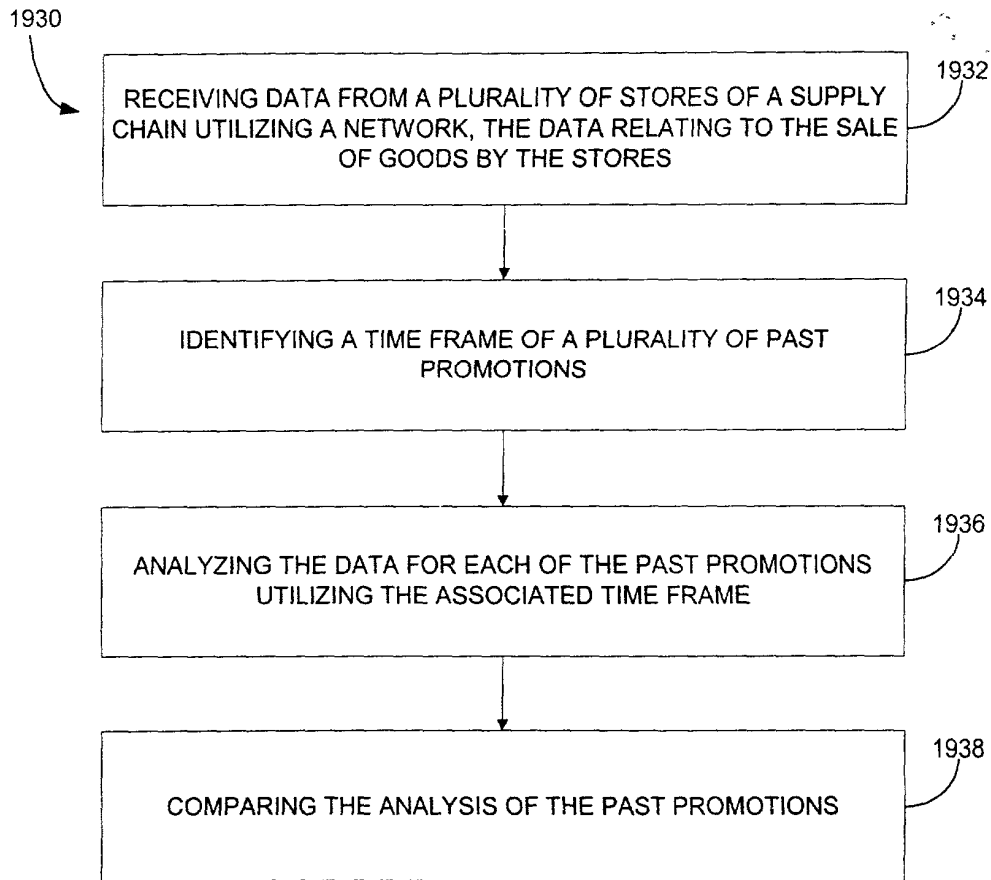 1930
1932
RECEIVING DATA FROM A PLURALITY OF STORES OF A SUPPLY
CHAIN UTILIZING A NETWORK, THE DATA RELATING TO THE SALE
OF GOODS BY THE STORES
1934
IDENTIFYING A TIME FRAME OF A PLURALITY OF PAST
PROMOTIONS
1936
ANALYZING THE DATA FOR EACH OF THE PAST PROMOTIONS
UTILIZING THE ASSOCIATED TIME FRAME
1938
COMPARING THE ANALYSIS OF THE PAST PROMOTIONS